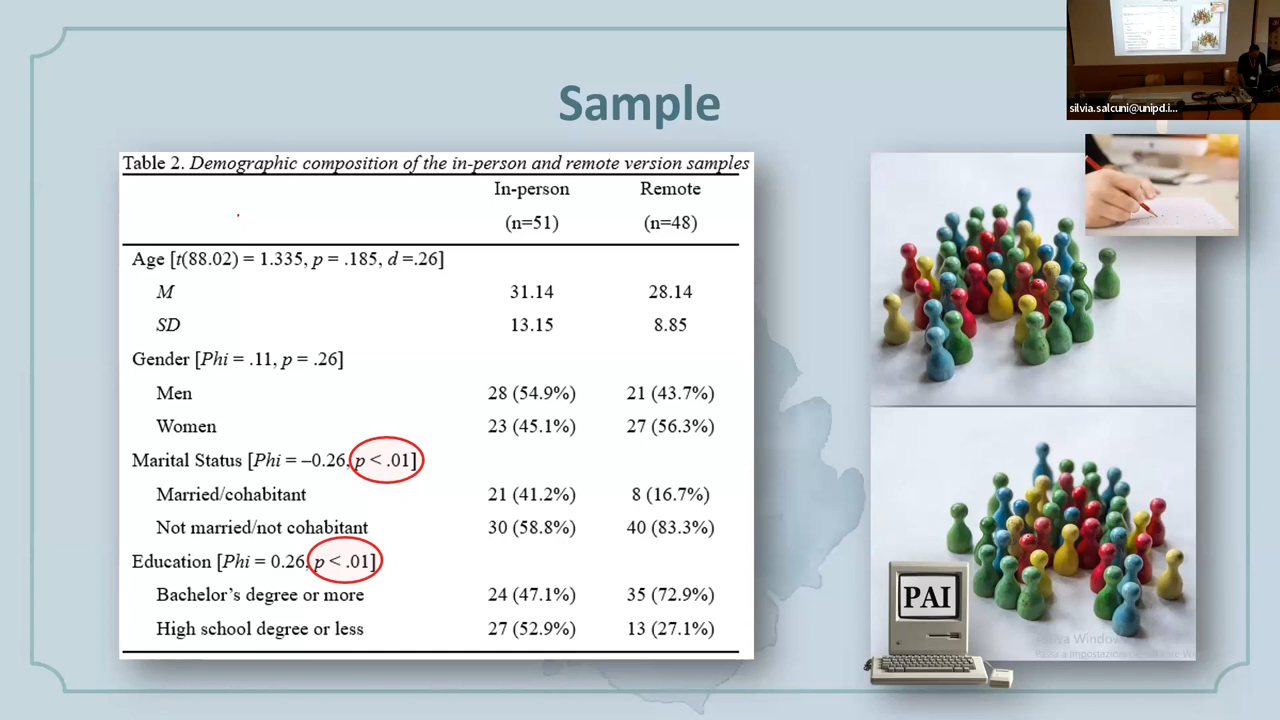 silvia.salcuni@unipd.i...
Sample
Table 2. Demographic composition of the in-person and remote version samples
In-person Remote
(n=51) (n=48)
Age [t(88.02) = 1.335, p = .185, d =.26]
M 31.14 28.14
SD 13.15 8.85
Gender [Phi = .11, p = .26]
Men 28 (54.9%) 21 (43.7%)
Women 23 (45.1%) 27 (56.3%)
Marital Status [Phi = –0.26, p < .01]
Married/cohabitant 21 (41.2%) 8 (16.7%)
Not married/not cohabitant 30 (58.8%) 40 (83.3%)
Education [Phi = 0.26, p < .01]
Bachelor's degree or more 24 (47.1%) 35 (72.9%)
High school degree or less 27 (52.9%) 13 (27.1%)
PAI
Windows